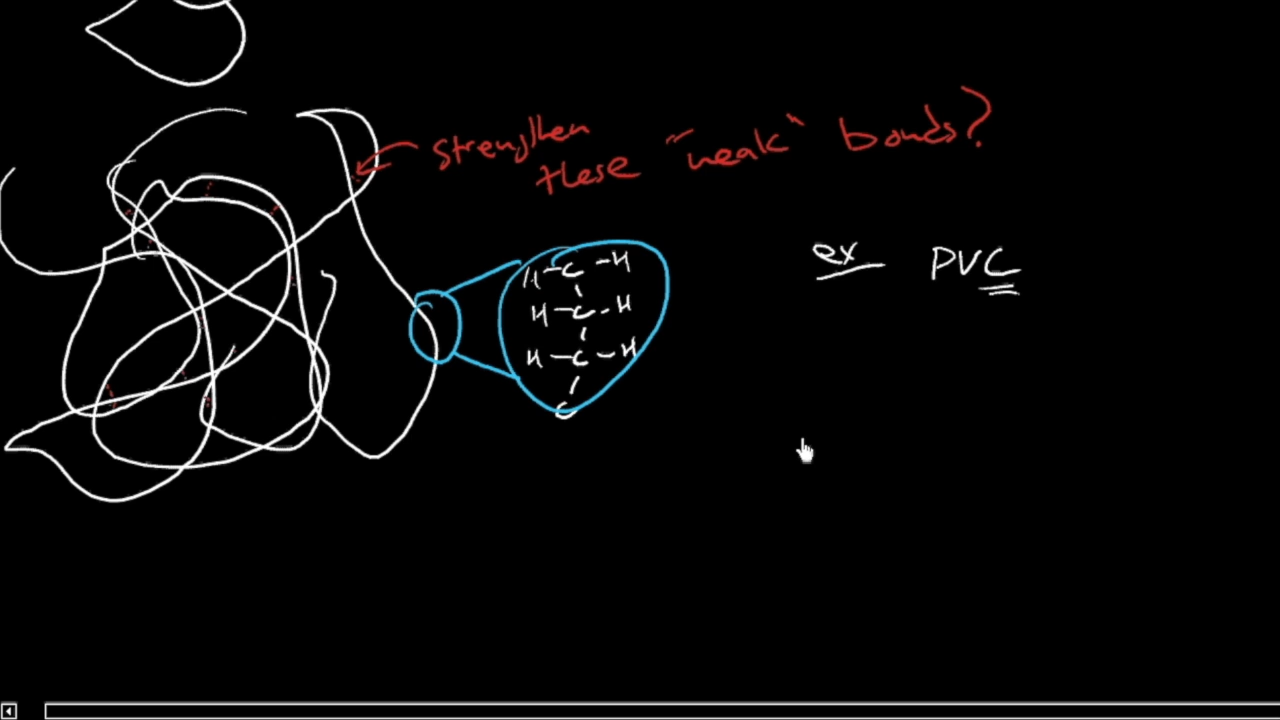 strengthen
these "weak" bonds?
ex PVC
H-C-H
H-C-H
H-C-H
C